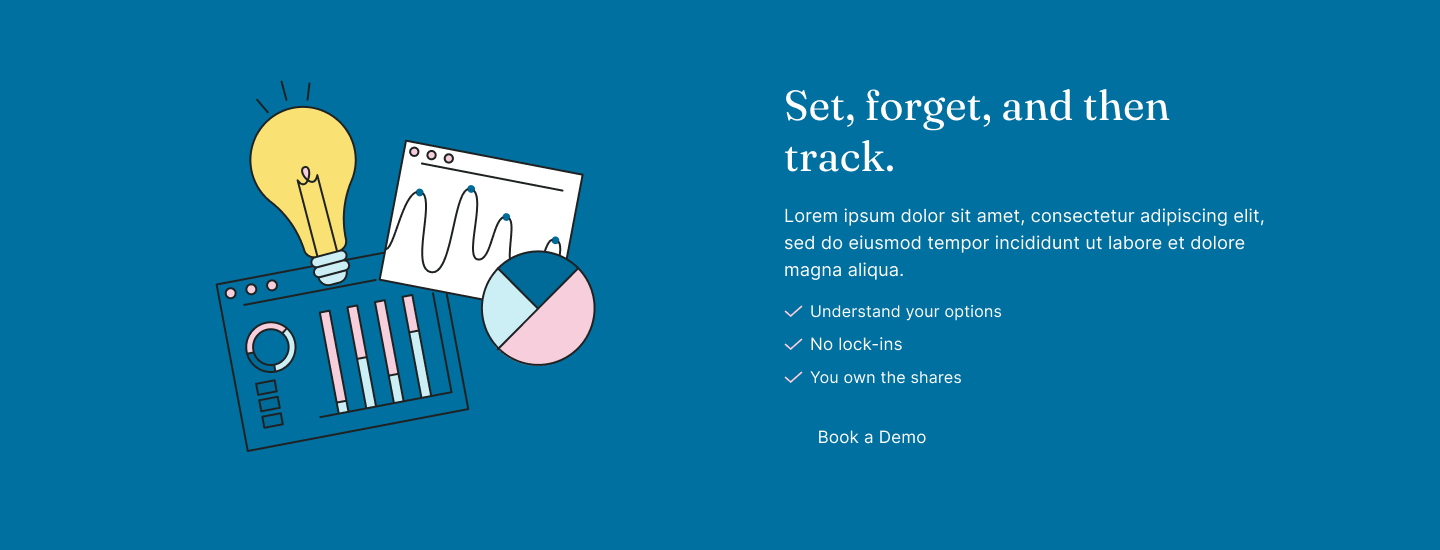 Set, forget, and then
track.
Lorem ipsum dolor sit amet, consectetur adipiscing elit,
sed do eiusmod tempor incididunt ut labore et dolore
magna aliqua.
Understand your options
No lock-ins
You own the shares
Book a Demo